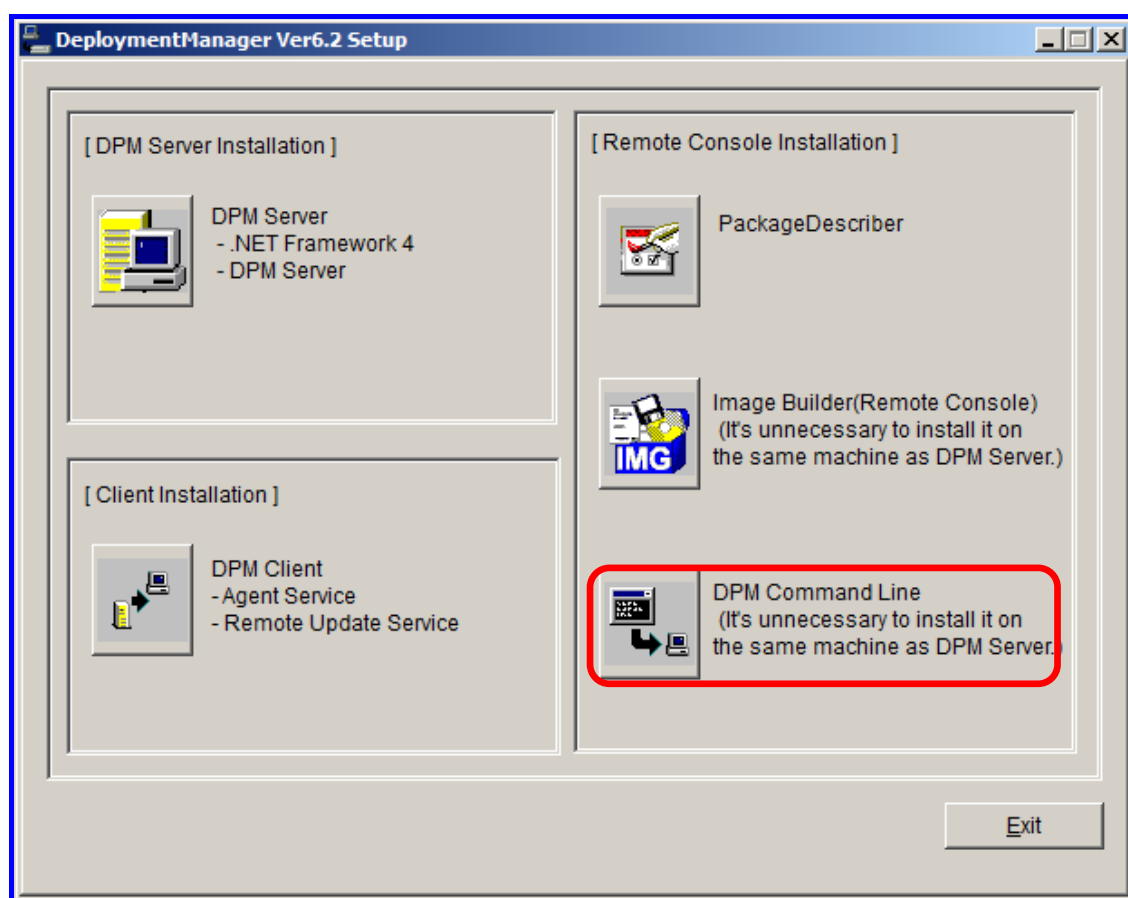 DeploymentManager Ver6.2 Setup
[ DPM Server Installation ]
DPM Server
- .NET Framework 4
- DPM Server
[ Client Installation ]
DPM Client
- Agent Service
- Remote Update Service
[ Remote Console Installation ]
PackageDescriber
IMG
Image Builder(Remote Console)
(It's unnecessary to install it on
the same machine as DPM Server.)
DPM Command Line
(It's unnecessary to install it on
the same machine as DPM Server.)
Exit